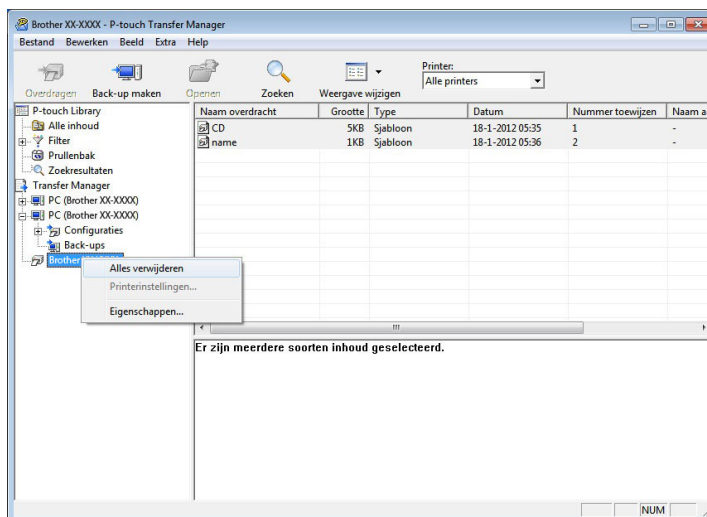 Brother XX-XXXX - P-touch Transfer Manager
Bestand Bewerken Beeld Extra Help
Printer:
Alle printers
Overdragen Back-up maken Openen Zoeken Weergave wijzigen
P-touch Library
Alle inhoud
Filter
Prullenbak
Zoekresultaten
Transfer Manager
PC (Brother XX-XXXX)
PC (Brother XX-XXXX)
Configuraties
Back-ups
Brother
Alles verwijderen
Printerinstellingen...
Eigenschappen...
Naam overdracht Grootte Type Datum Nummer toewijzen Naam a
CD 5KB Sjabloon 18-1-2012 05:35 1 -
name 1KB Sjabloon 18-1-2012 05:36 2 -
Er zijn meerdere soorten inhoud geselecteerd.
NUM